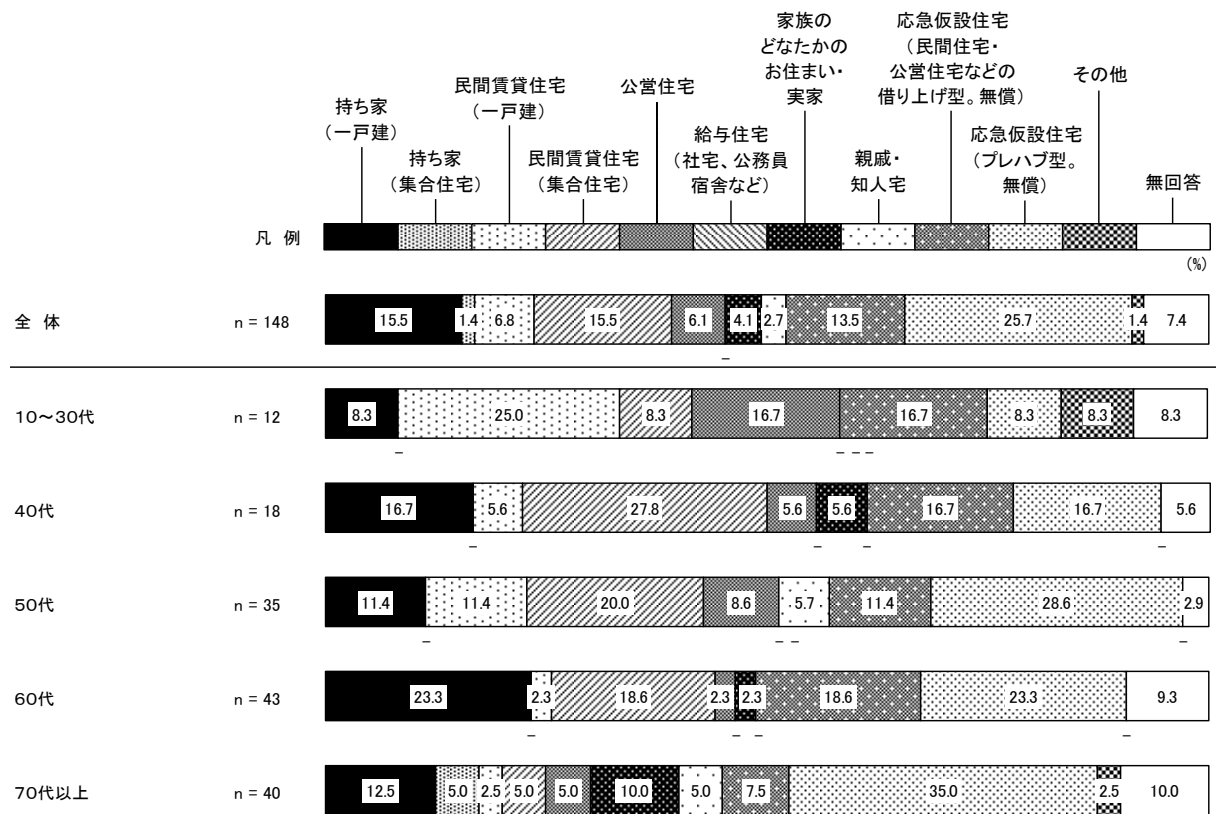 家族の
どなたかの
お住まい・
実家
応急仮設住宅
（民間住宅・
公営住宅などの
借り上げ型。無償）
その他
民間賃貸住宅
（一戸建）
公営住宅
持ち家
（一戸建）
給与住宅
（社宅、公務員
宿舎など）
応急仮設住宅
（プレハブ型。
無償）
持ち家
（集合住宅）
民間賃貸住宅
（集合住宅）
親戚・
知人宅
無回答
凡 例
(%)
全 体 n = 148 15.5 1.4 6.8 15.5 6.1 4.1 2.7 13.5 25.7 1.4 7.4
–
10～30代 n = 12 8.3 25.0 8.3 16.7 16.7 8.3 8.3 8.3
– – – –
40代 n = 18 16.7 5.6 27.8 5.6 5.6 16.7 16.7 5.6
– – – –
50代 n = 35 11.4 11.4 20.0 8.6 5.7 11.4 28.6 2.9
– – – –
60代 n = 43 23.3 2.3 18.6 2.3 2.3 18.6 23.3 9.3
– – – –
70代以上 n = 40 12.5 5.0 2.5 5.0 5.0 10.0 5.0 7.5 35.0 2.5 10.0